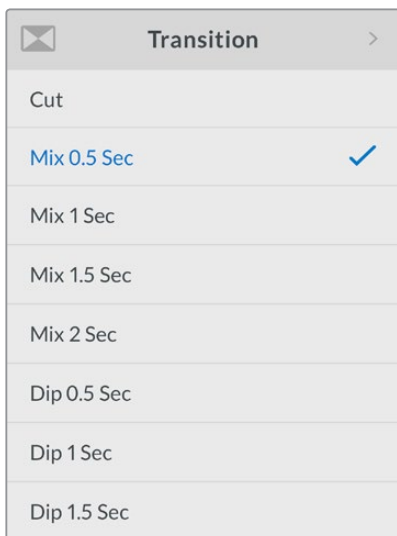 Transition
Cut
Mix 0.5 Sec
Mix 1 Sec
Mix 1.5 Sec
Mix 2 Sec
Dip 0.5 Sec
Dip 1 Sec
Dip 1.5 Sec